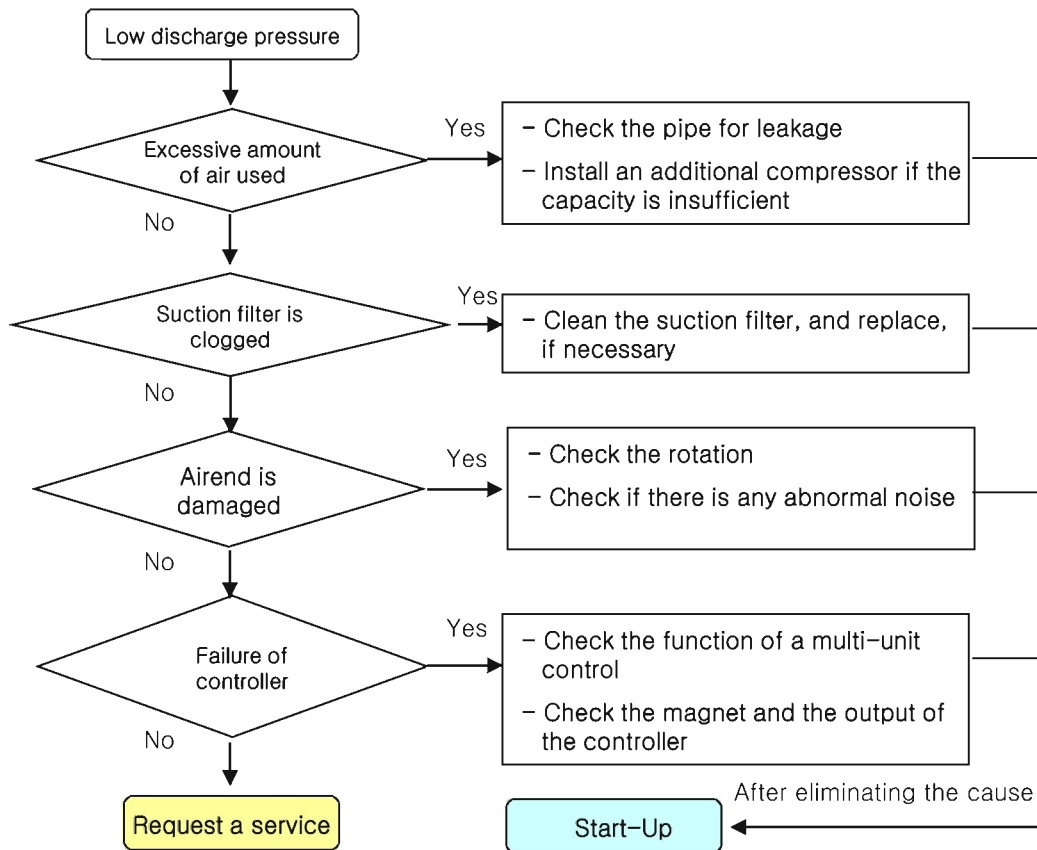 Low discharge pressure
Excessive amount
of air used
Yes
- Check the pipe for leakage
- Install an additional compressor if the
capacity is insufficient
No
Suction filter is
clogged
Yes
- Clean the suction filter, and replace,
if necessary
No
Airend is
damaged
Yes
- Check the rotation
- Check if there is any abnormal noise
No
Failure of
controller
Yes
- Check the function of a multi-unit
control
- Check the magnet and the output of
the controller
No
Request a service
After eliminating the cause
Start-Up